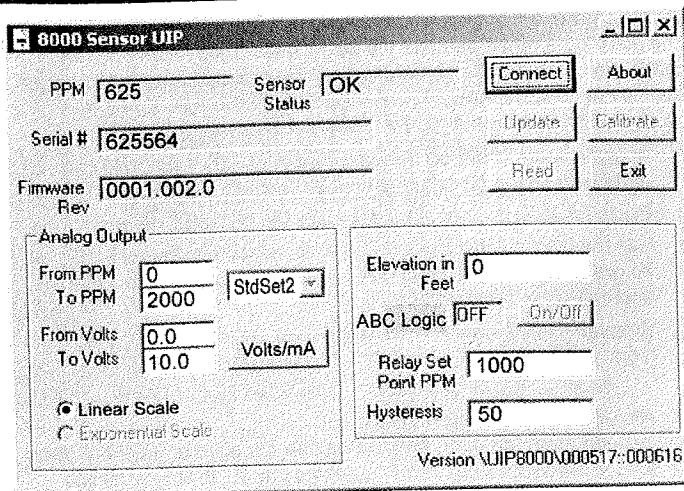 8000 Sensor UIP
PPM 625 Sensor Status OK Connect About
Serial # 625564 Update Calibrate
Firmware Rev 0001.002.0 Read Exit
Analog Output
From PPM 0
To PPM 2000 StdSet2
From Volts 0.0
To Volts 10.0 Volts/mA
Linear Scale
Exponential Scale
Elevation in Feet 0
ABC Logic OFF On/Off
Relay Set Point PPM 1000
Hysteresis 50
Version \UIP8000\000517::000616